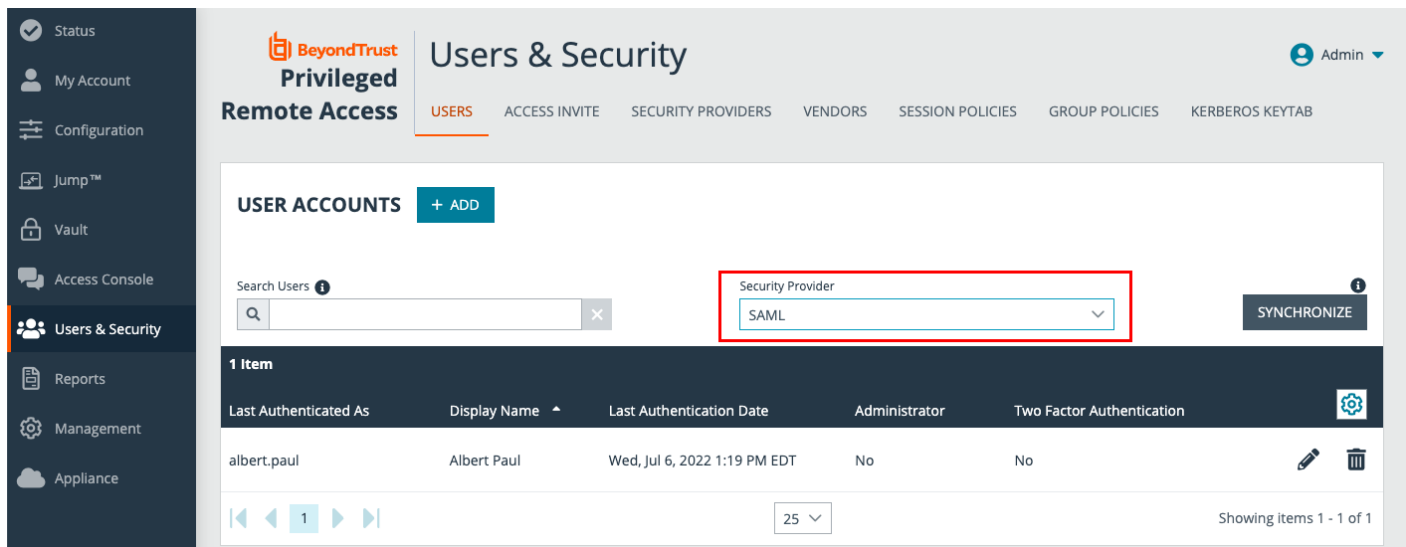 Status
My Account
Configuration
Jump™
Vault
Access Console
Users & Security
Reports
Management
Appliance
BeyondTrust
Privileged
Remote Access
Users & Security
Admin
USERS ACCESS INVITE SECURITY PROVIDERS VENDORS SESSION POLICIES GROUP POLICIES KERBEROS KEYTAB
USER ACCOUNTS + ADD
Search Users
Security Provider
SAML
SYNCHRONIZE
1 Item
Last Authenticated As Display Name Last Authentication Date Administrator Two Factor Authentication
albert.paul Albert Paul Wed, Jul 6, 2022 1:19 PM EDT No No
1 25 Showing items 1 - 1 of 1